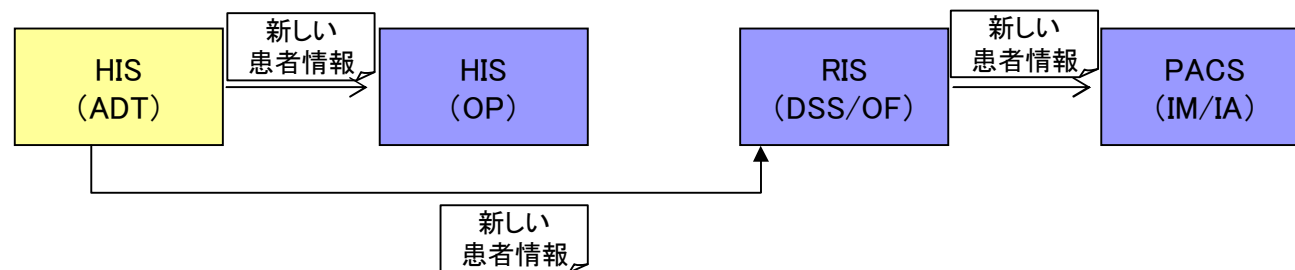 HIS
(ADT)
新しい
患者情報
HIS
(OP)
RIS
(DSS/OF)
新しい
患者情報
PACS
(IM/IA)
新しい
患者情報